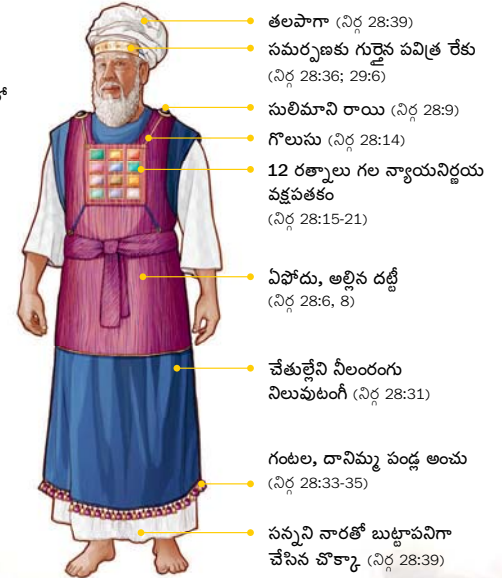 తలపాగా (నిర్గ 28:39)
సమర్పణకు గుర్తైన పవిత్ర రేకు
(నిర్గ 28:36; 29:6)
సులిమాని రాయి (నిర్గ 28:9)
గొలుసు (నిర్గ 28:14)
12 రత్నాలు గల న్యాయనిర్ణయ
వక్షపతకం
(నిర్గ 28:15-21)
ఏఫోదు, అల్లిన దట్టీ
(నిర్గ 28:6, 8)
చేతుల్లేని నీలంరంగు
నిలువుటంగీ (నిర్గ 28:31)
గంటల, దానిమ్మ పండ్ల అంచు
(నిర్గ 28:33-35)
సన్నని నారతో బుట్టాపనిగా
చేసిన చొక్కా (నిర్గ 28:39)